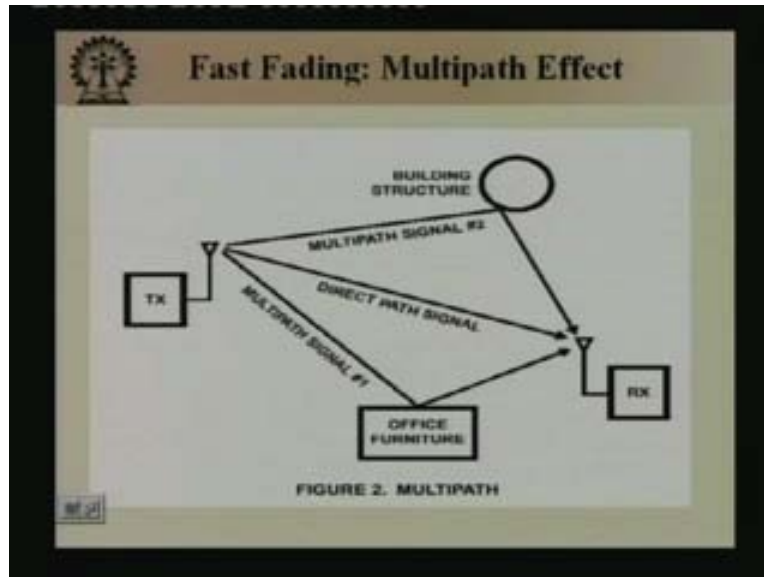 Fast Fading: Multipath Effect
BUILDING
STRUCTURE
MULTIPATH SIGNAL #2
TX
DIRECT PATH SIGNAL
MULTIPATH SIGNAL #1
RX
OFFICE
FURNITURE
FIGURE 2. MULTIPATH